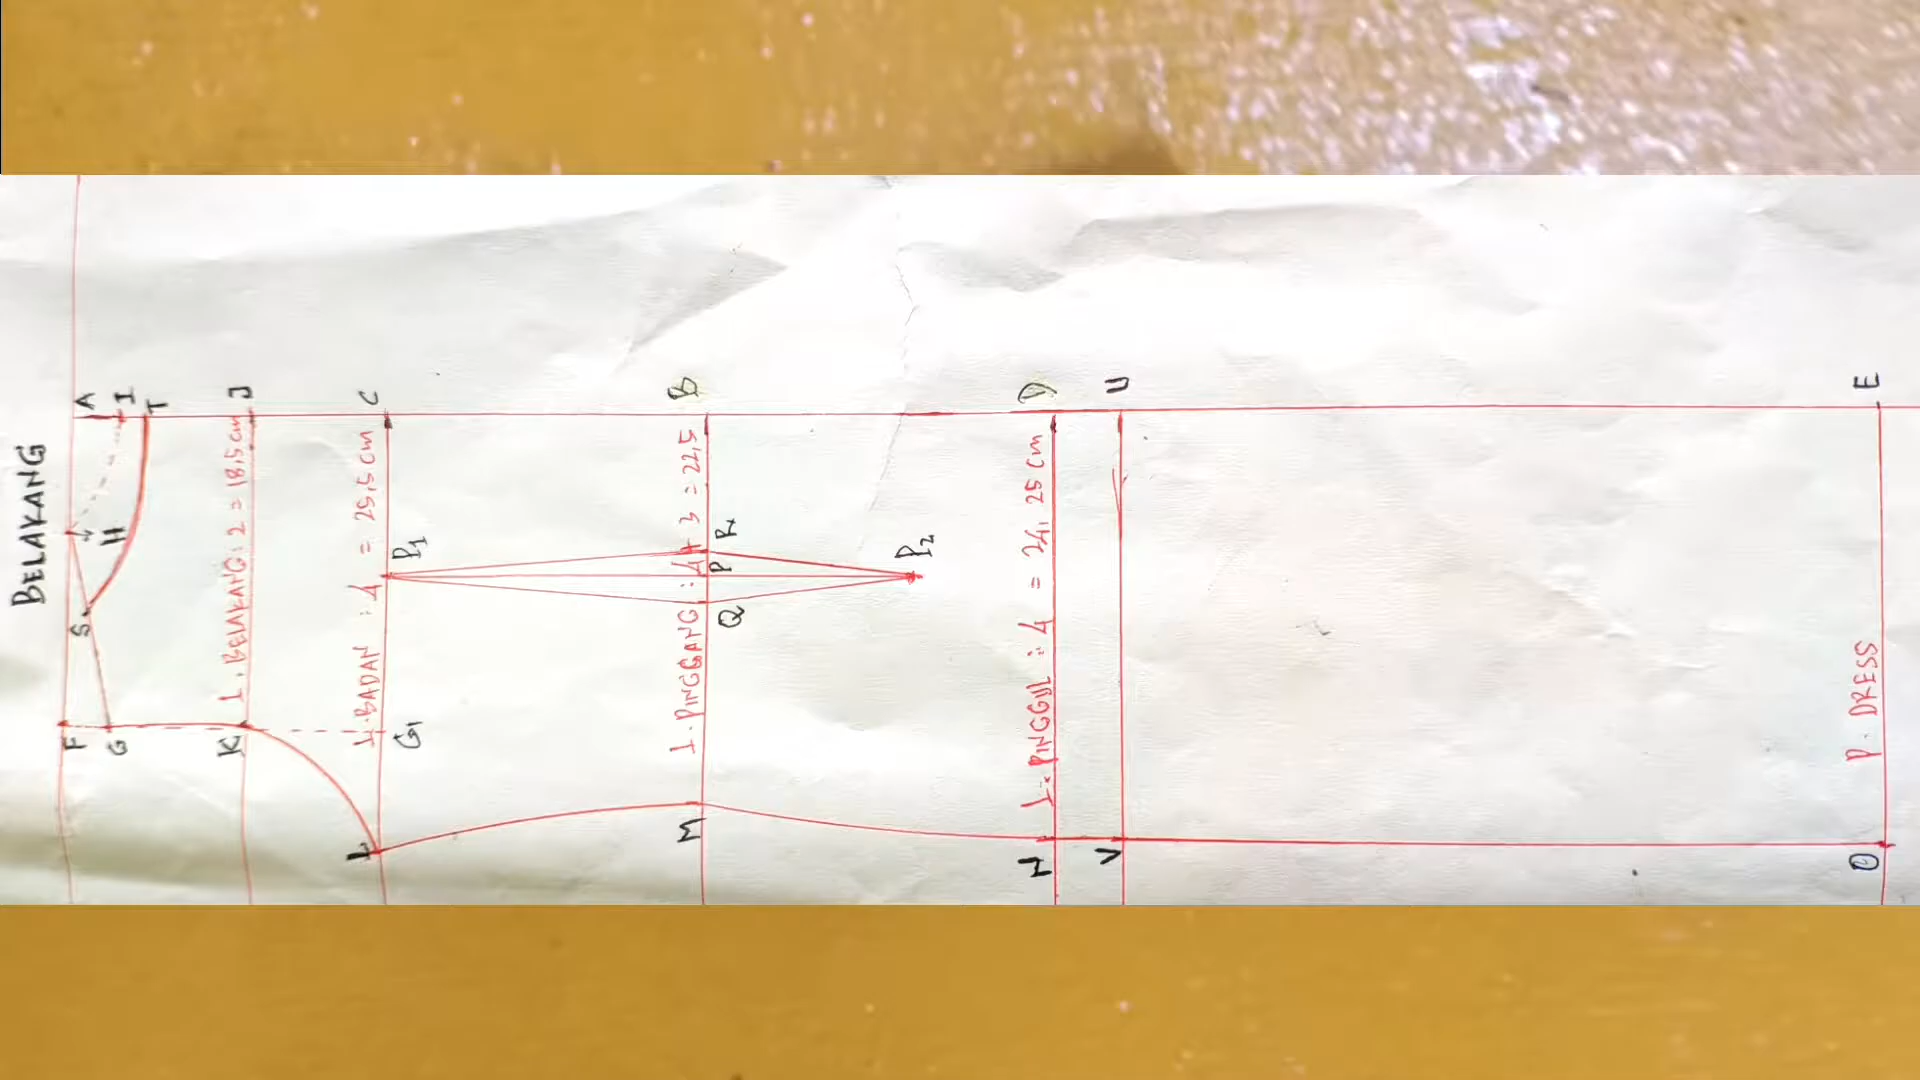 BELAKANG
A
I
T
J
C
B
D
U
E
H
S
F
G
K
L. BELAKANG : 2 = 18,5 cm
L. BADAN : 4 = 25,5 cm
G1
P1
L
L. PINGGANG : 4 + 3 = 22,5
R
P
Q
M
P2
L. PINGGUL : 4 = 24,25 cm
N
V
P. DRESS
O